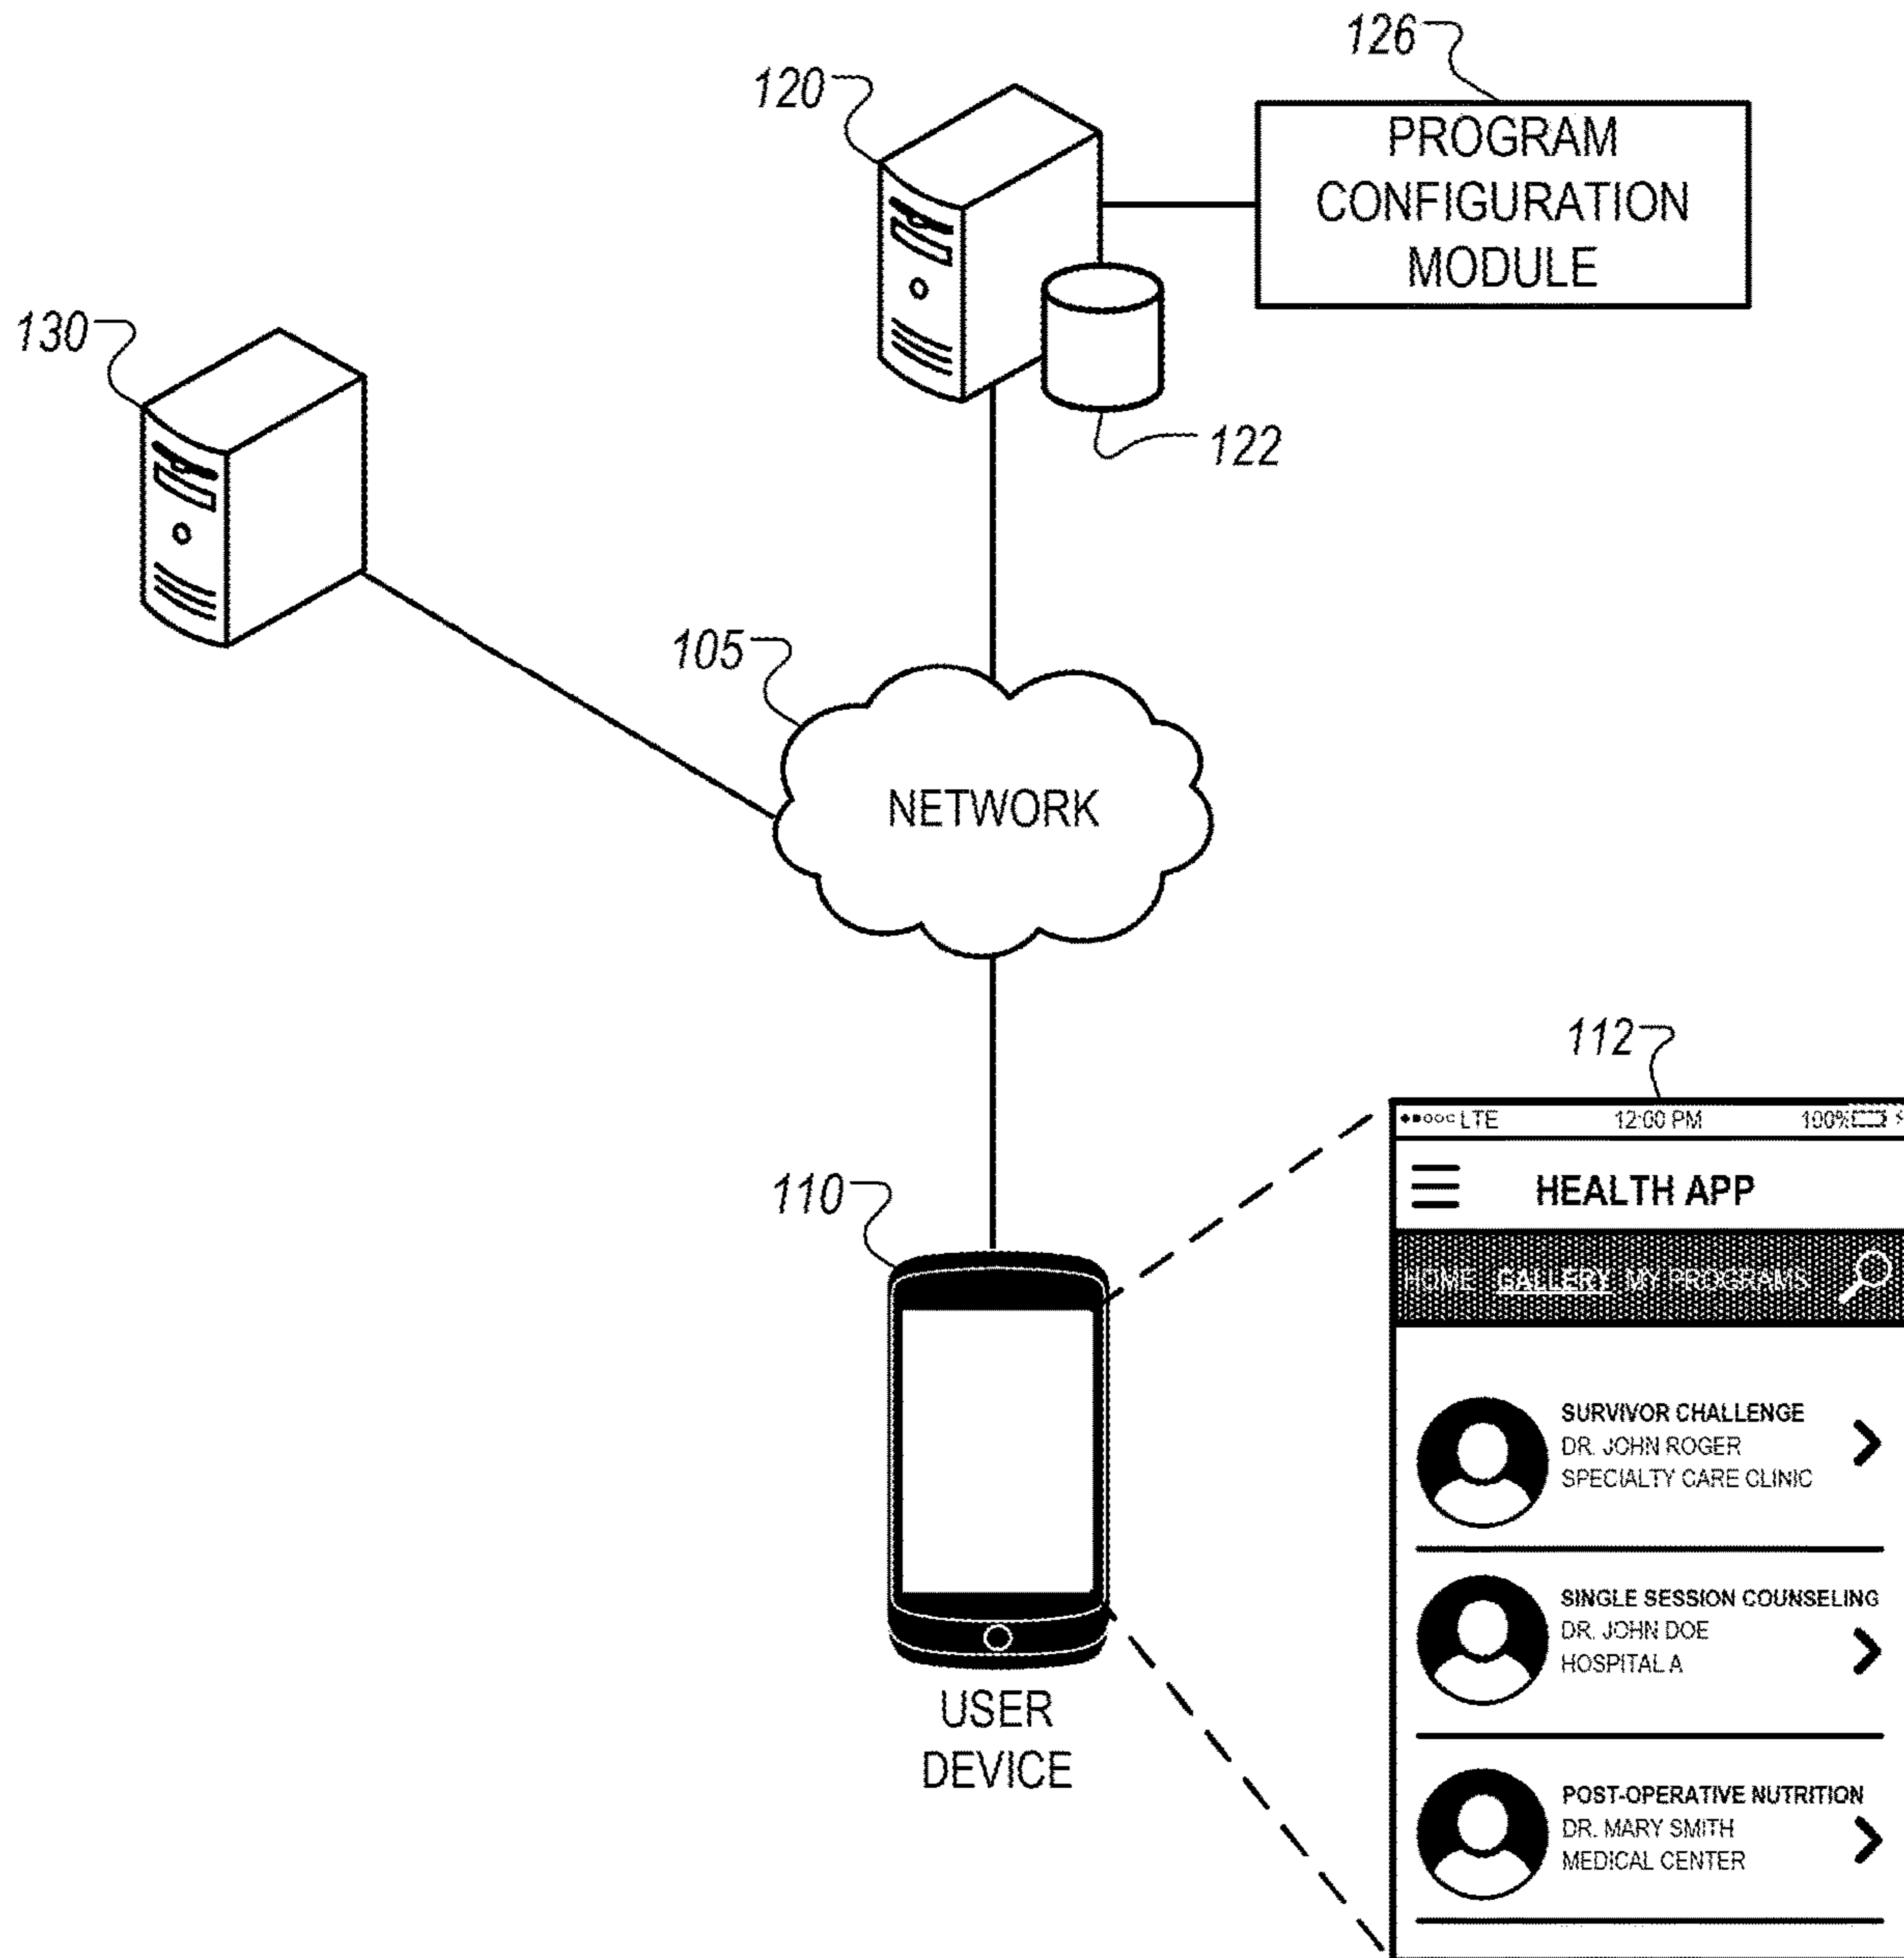 126
120
PROGRAM
CONFIGURATION
MODULE
130
122
105
NETWORK
112
110
LTE 12:00 PM 100%
HEALTH APP
HOME GALLERY MY PROGRAMS
SURVIVOR CHALLENGE
DR. JOHN ROGER
SPECIALTY CARE CLINIC
SINGLE SESSION COUNSELING
DR. JOHN DOE
HOSPITAL A
USER
DEVICE
POST-OPERATIVE NUTRITION
DR. MARY SMITH
MEDICAL CENTER